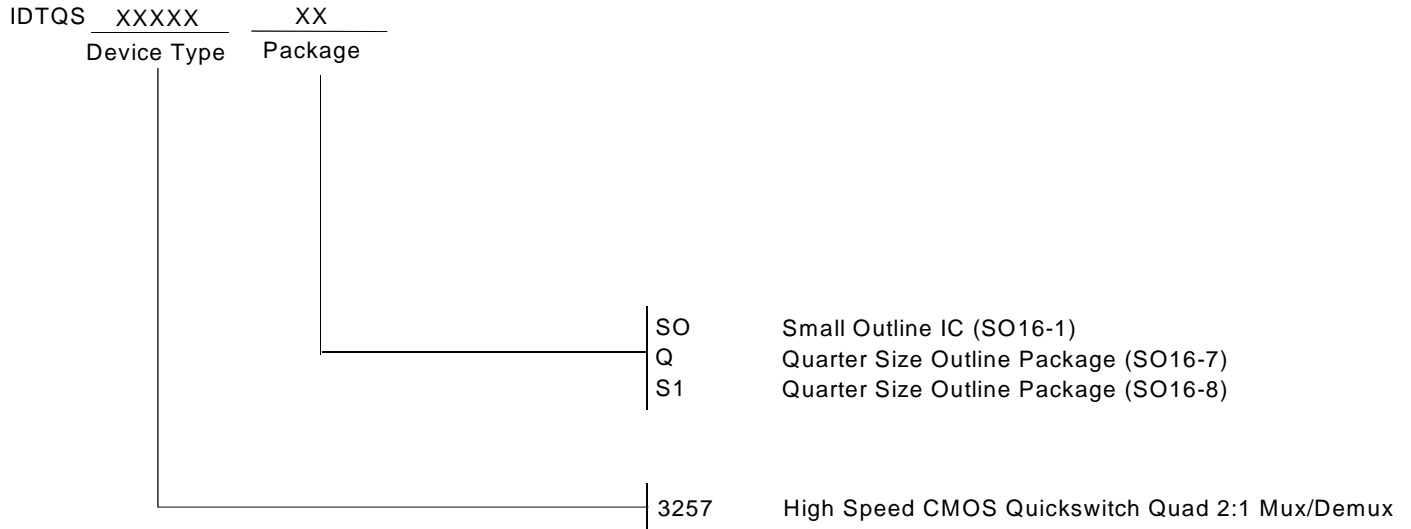 IDTQS XXXXX XX
Device Type Package
SO Small Outline IC (SO16-1)
Q Quarter Size Outline Package (SO16-7)
S1 Quarter Size Outline Package (SO16-8)
3257 High Speed CMOS Quickswitch Quad 2:1 Mux/Demux